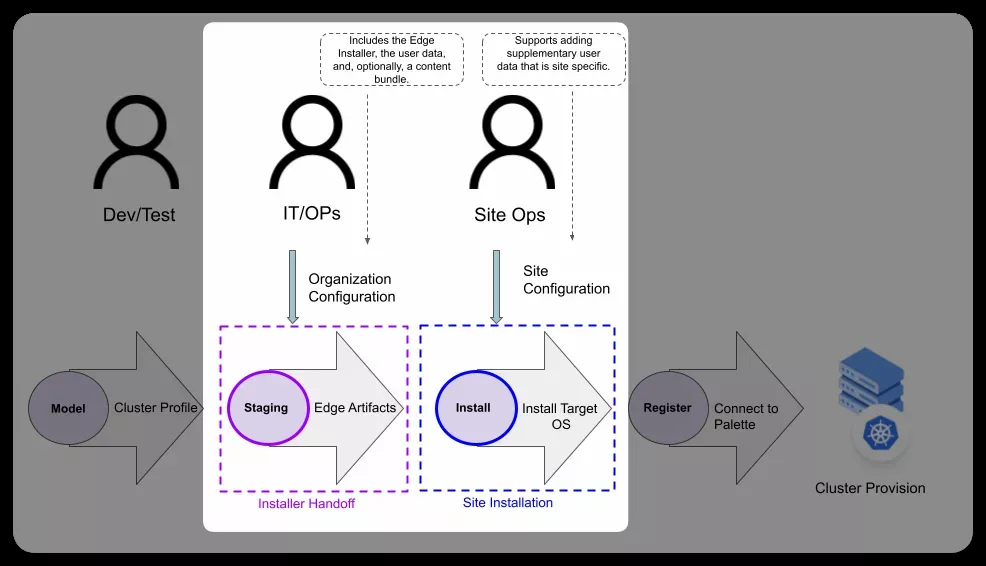 Includes the Edge
Installer, the user data,
and, optionally, a content
bundle.
Supports adding
supplementary user
data that is site specific.
Dev/Test
IT/OPs
Site Ops
Organization
Configuration
Site
Configuration
Model
Cluster Profile
Staging
Edge Artifacts
Install
Install Target
OS
Register
Connect to
Palette
Installer Handoff
Site Installation
Cluster Provision